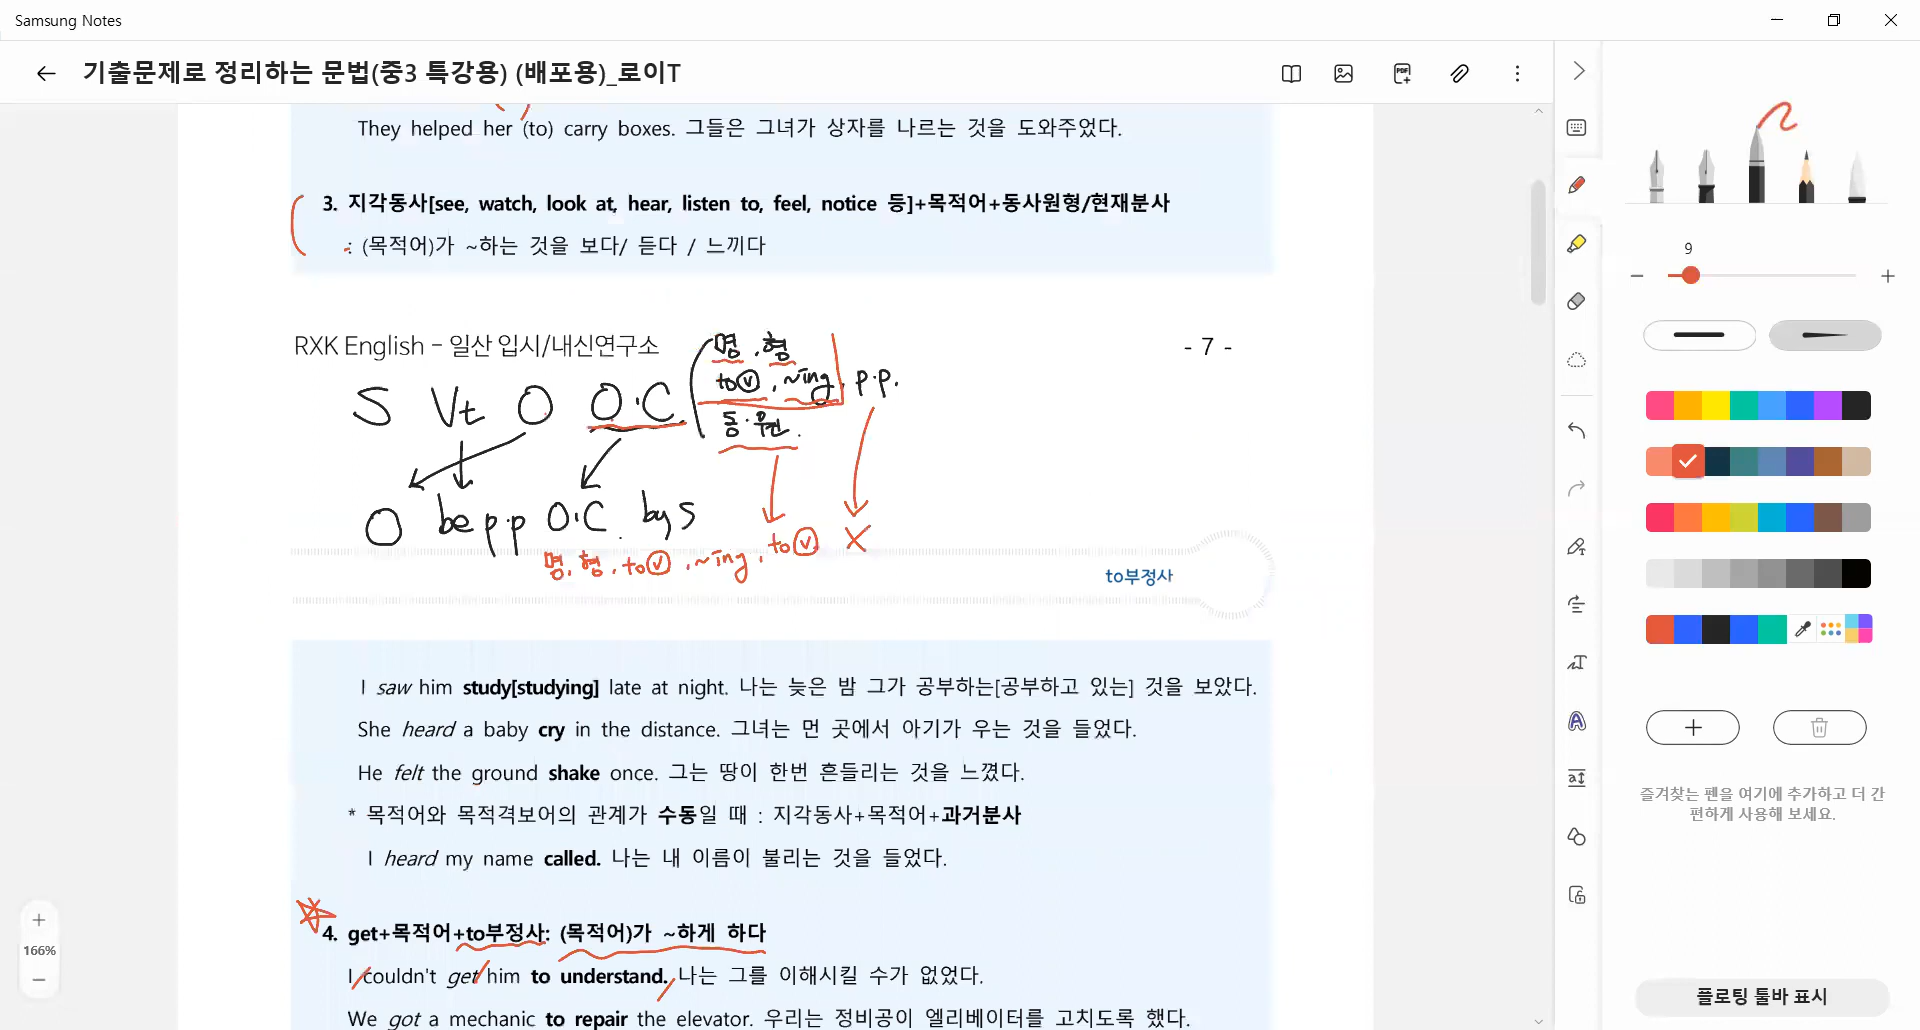 Samsung Notes
기출문제로 정리하는 문법(중3 특강용) (배포용)_로이T
They helped her (to) carry boxes. 그들은 그녀가 상자를 나르는 것을 도와주었다.
3. 지각동사[see, watch, look at, hear, listen to, feel, notice 등]+목적어+동사원형/현재분사
: (목적어)가 ~하는 것을 보다/ 듣다 / 느끼다
RXK English - 일산 입시/내신연구소
- 7 -
명, 형
to ⓥ, ~ing, p.p.
동.원.
S Vt O O.C
O be p.p O.C. by S
to ⓥ X
명, 형, to ⓥ, ~ing,
to부정사
I saw him study[studying] late at night. 나는 늦은 밤 그가 공부하는[공부하고 있는] 것을 보았다.
She heard a baby cry in the distance. 그녀는 먼 곳에서 아기가 우는 것을 들었다.
He felt the ground shake once. 그는 땅이 한번 흔들리는 것을 느꼈다.
* 목적어와 목적격보어의 관계가 수동일 때 : 지각동사+목적어+과거분사
I heard my name called. 나는 내 이름이 불리는 것을 들었다.
4. get+목적어+to부정사: (목적어)가 ~하게 하다
I couldn't get him to understand. 나는 그를 이해시킬 수가 없었다.
We got a mechanic to repair the elevator. 우리는 정비공이 엘리베이터를 고치도록 했다.
166%
PDF
9
즐겨찾는 펜을 여기에 추가하고 더 간
편하게 사용해 보세요.
플로팅 툴바 표시